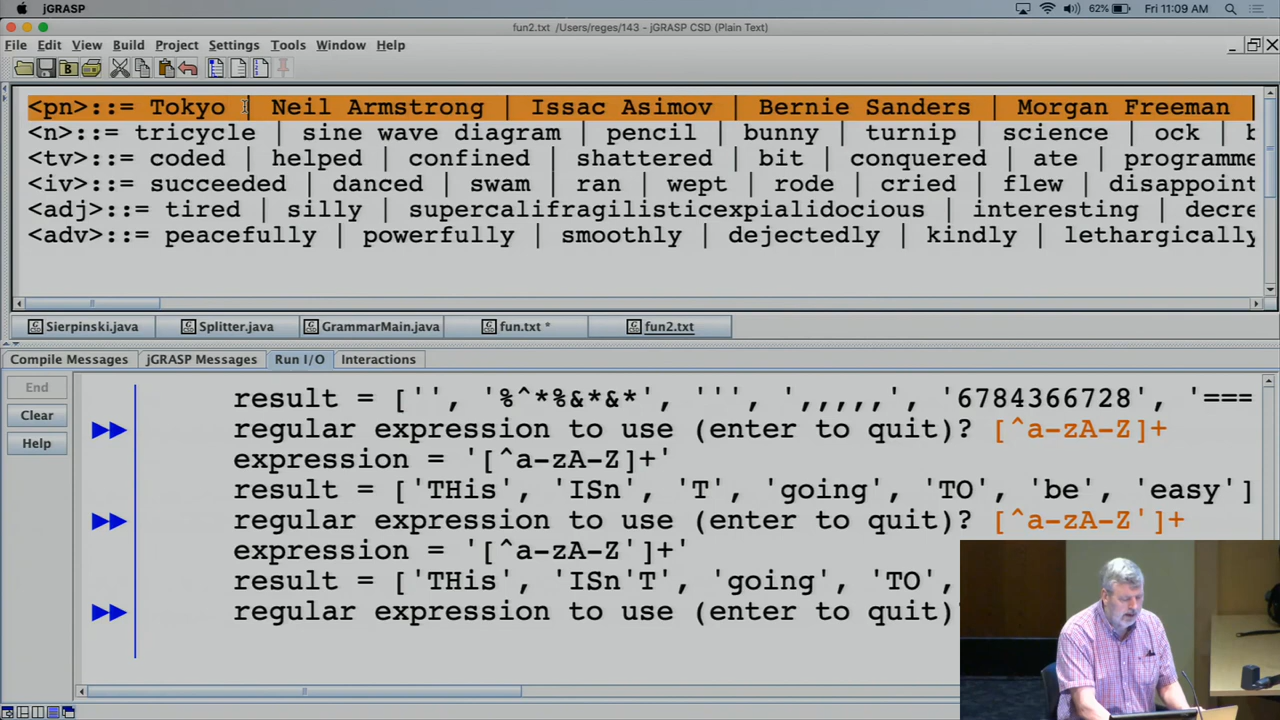 jGRASP
62%
Fri 11:09 AM
fun2.txt /Users/reges/143 - jGRASP CSD (Plain Text)
File Edit View Build Project Settings Tools Window Help
<pn>::= Tokyo | Neil Armstrong | Issac Asimov | Bernie Sanders | Morgan Freeman |
<n>::= tricycle | sine wave diagram | pencil | bunny | turnip | science | ock | b
<tv>::= coded | helped | confined | shattered | bit | conquered | ate | programme
<iv>::= succeeded | danced | swam | ran | wept | rode | cried | flew | disappoint
<adj>::= tired | silly | supercalifragilisticexpialidocious | interesting | decre
<adv>::= peacefully | powerfully | smoothly | dejectedly | kindly | lethargically
Sierpinski.java Splitter.java GrammarMain.java fun.txt * fun2.txt
Compile Messages jGRASP Messages Run I/O Interactions
End
Clear
Help
result = ['', '%^*%&*&*', ''', ',,,,,', '6784366728', '===
regular expression to use (enter to quit)? [^a-zA-Z]+
expression = '[^a-zA-Z]+'
result = ['THis', 'ISn', 'T', 'going', 'TO', 'be', 'easy']
regular expression to use (enter to quit)? [^a-zA-Z']+
expression = '[^a-zA-Z']+'
result = ['THis', 'ISn'T', 'going', 'TO',
regular expression to use (enter to quit)